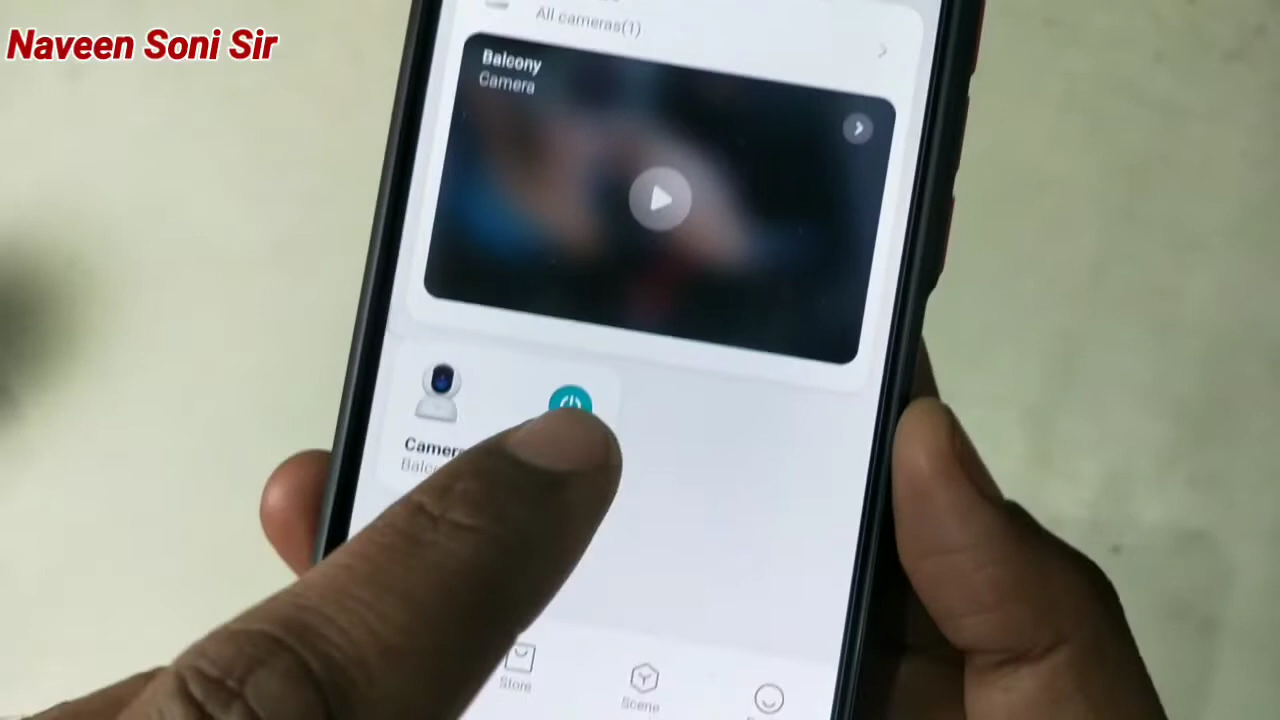 Naveen Soni Sir
All cameras(1)
Balcony
Camera
Store
Scene